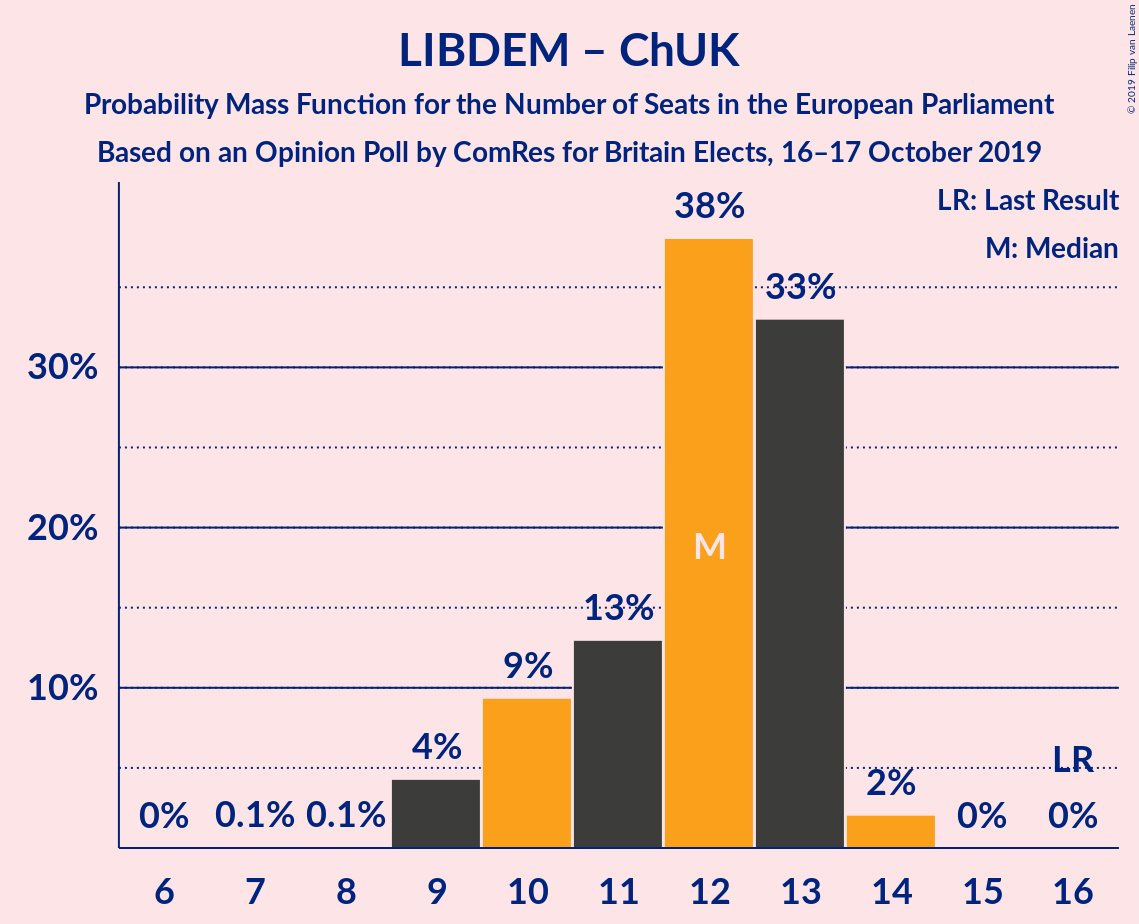 LIBDEM – ChUK
Probability Mass Function for the Number of Seats in the European Parliament
Based on an Opinion Poll by ComRes for Britain Elects, 16–17 October 2019
© 2019 Filip van Laenen
LR: Last Result
M: Median
38%
33%
30%
20%
M
13%
10%
9%
4%
LR
2%
0% 0.1% 0.1% 0% 0%
6 7 8 9 10 11 12 13 14 15 16